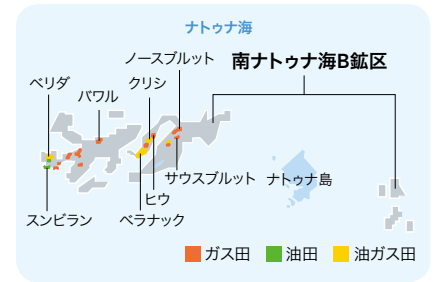 ナトゥナ海
ノースブルット
南ナトゥナ海B鉱区
ベリダ
クリシ
バワル
サウスブルット
ナトゥナ島
ヒウ
スンビラン
ベラナック
ガス田
油田
油ガス田